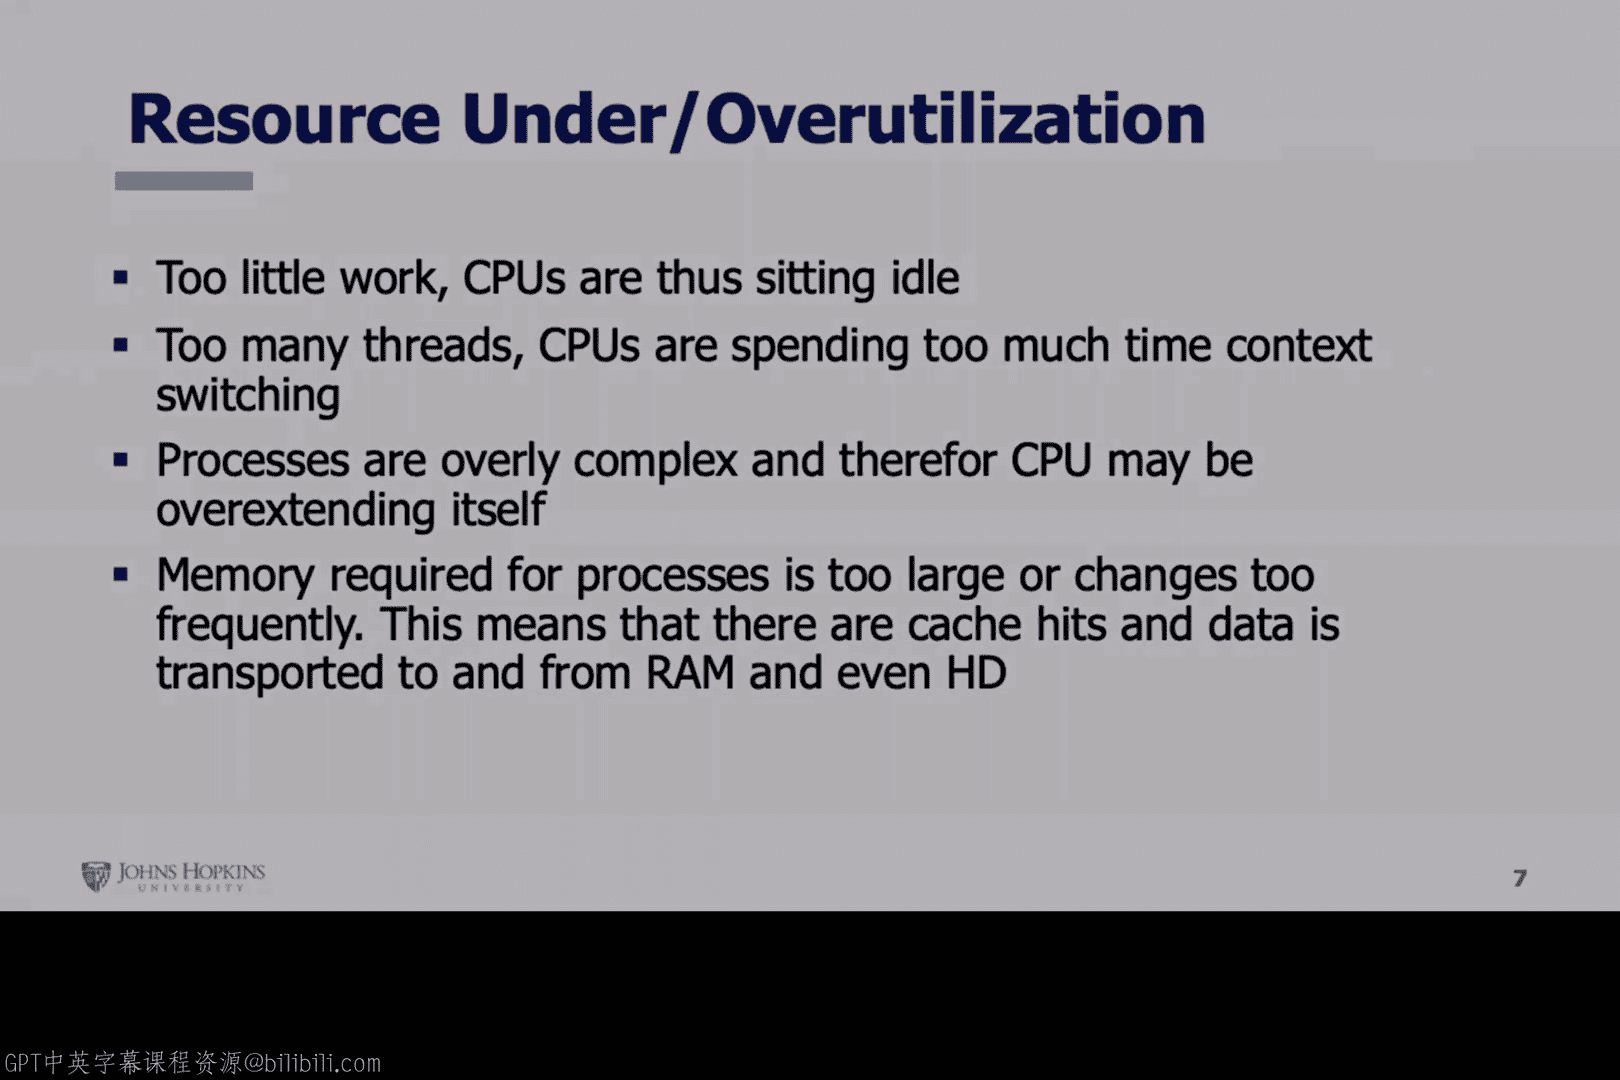 Resource Under/Overutilization
▪ Too little work, CPUs are thus sitting idle
▪ Too many threads, CPUs are spending too much time context
switching
▪ Processes are overly complex and therefor CPU may be
overextending itself
▪ Memory required for processes is too large or changes too
frequently. This means that there are cache hits and data is
transported to and from RAM and even HD
JOHNS HOPKINS
UNIVERSITY
7
GPT中英字幕课程资源@bilibili.com